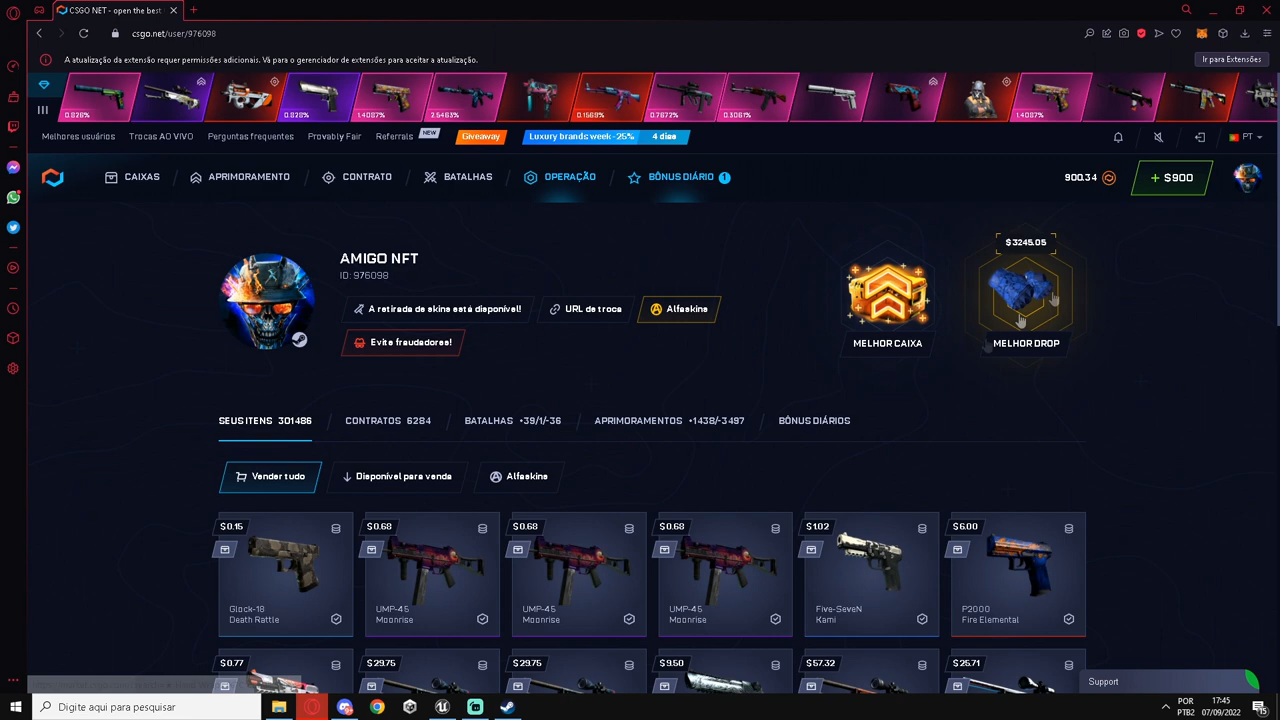 CSGO NET - open the best
csgo.net/user/976098
A atualização da extensão requer permissões adicionais. Vá para o gerenciador de extensões para aceitar a atualização.
Ir para Extensões
0.826%
0.828%
1.4087%
2.5463%
0.1569%
0.7672%
0.3061%
1.4087%
Melhores usuários
Trocas AO VIVO
Perguntas frequentes
Provably Fair
Referrals
NEW
Giveaway
Luxury brands week -25%
4 dias
PT
CAIXAS
APRIMORAMENTO
CONTRATO
BATALHAS
OPERAÇÃO
BÔNUS DIÁRIO 1
900.34
+ $900
AMIGO NFT
ID: 976098
A retirada de skins está disponível!
URL de troca
Alfaskins
Evite fraudadores!
MELHOR CAIXA
$3245.05
MELHOR DROP
SEUS ITENS 301486
CONTRATOS 6284
BATALHAS +39/1/-36
APRIMORAMENTOS +1438/-3497
BÔNUS DIÁRIOS
Vender tudo
Disponível para venda
Alfaskins
$0.15
Glock-18
Death Rattle
$0.68
UMP-45
Moonrise
$0.68
UMP-45
Moonrise
$0.68
UMP-45
Moonrise
$1.02
Five-SeveN
Kami
$6.00
P2000
Fire Elemental
$0.77
$29.75
$29.75
$9.50
$57.32
$25.71
Support
Digite aqui para pesquisar
POR
PTB2
17:45
07/09/2022
15